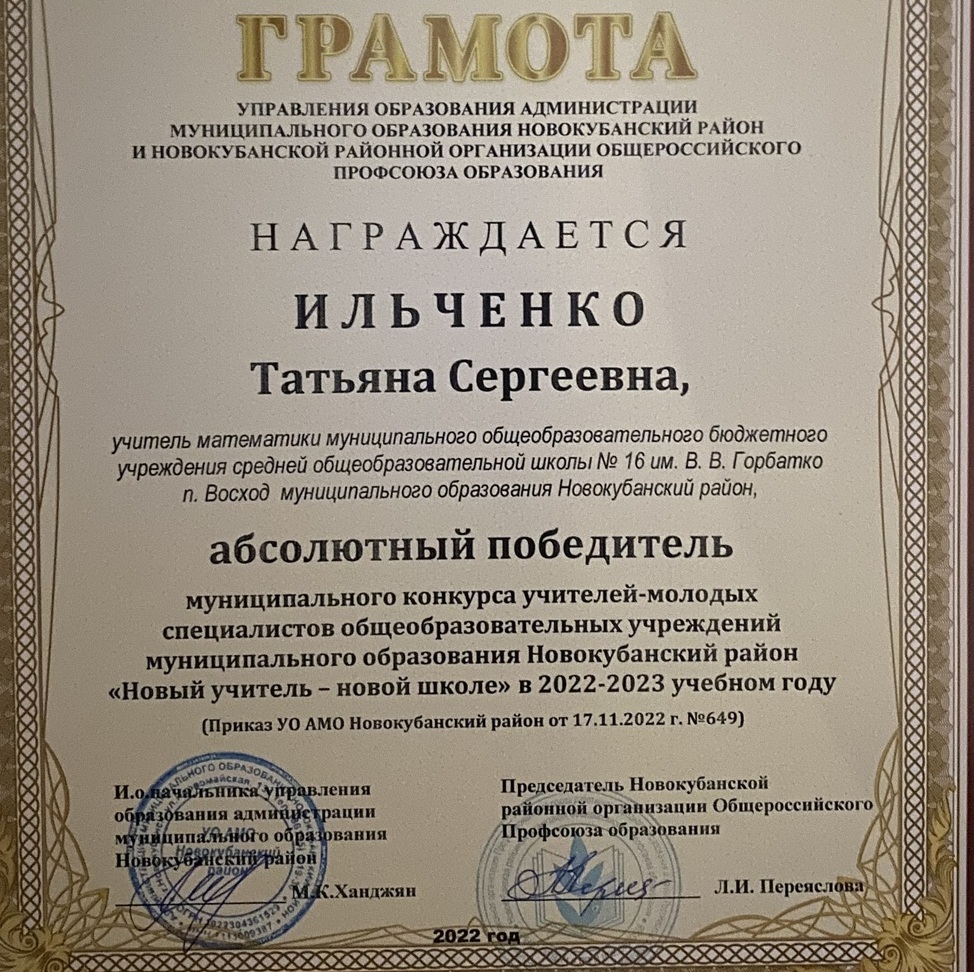 ГРАМОТА
УПРАВЛЕНИЯ ОБРАЗОВАНИЯ АДМИНИСТРАЦИИ
МУНИЦИПАЛЬНОГО ОБРАЗОВАНИЯ НОВОКУБАНСКИЙ РАЙОН
И НОВОКУБАНСКОЙ РАЙОННОЙ ОРГАНИЗАЦИИ ОБЩЕРОССИЙСКОГО
ПРОФСОЮЗА ОБРАЗОВАНИЯ
НАГРАЖДАЕТСЯ
ИЛЬЧЕНКО
Татьяна Сергеевна,
учитель математики муниципального общеобразовательного бюджетного
учреждения средней общеобразовательной школы № 16 им. В. В. Горбатко
п. Восход муниципального образования Новокубанский район,
абсолютный победитель
муниципального конкурса учителей-молодых
специалистов общеобразовательных учреждений
муниципального образования Новокубанский район
«Новый учитель – новой школе» в 2022-2023 учебном году
(Приказ УО АМО Новокубанский район от 17.11.2022 г. №649)
И.о.начальника управления
образования администрации
муниципального образования
Новокубанский район
М.К.Ханджян
УО АМО
Новокубанский
район
Председатель Новокубанской
районной организации Общероссийского
Профсоюза образования
Л.И. Переяслова
2022 год